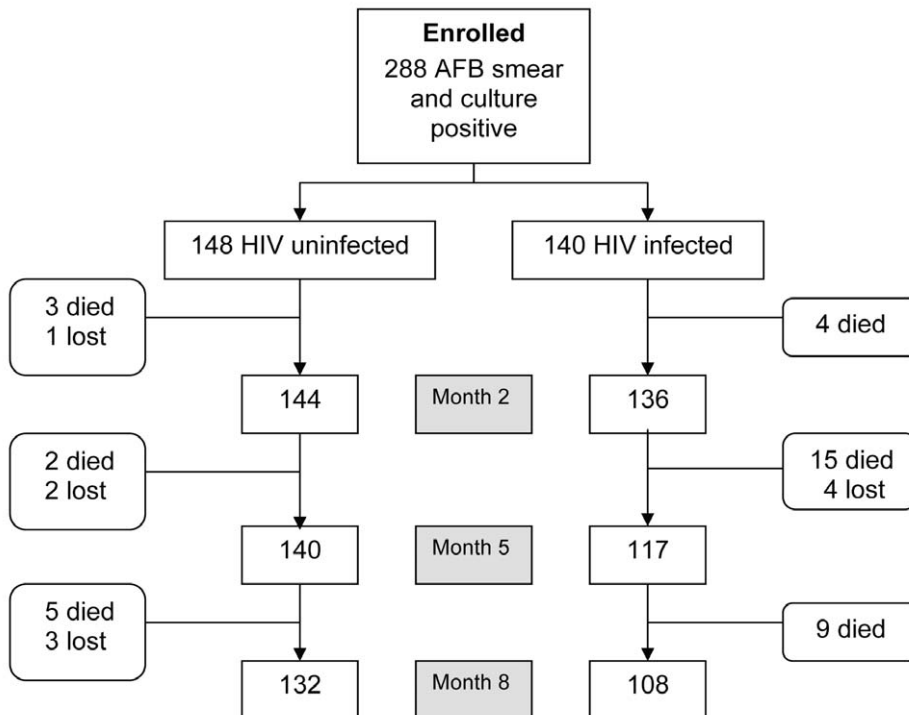 Enrolled
288 AFB smear
and culture
positive
148 HIV uninfected
140 HIV infected
3 died
1 lost
4 died
144
Month 2
136
2 died
2 lost
15 died
4 lost
140
Month 5
117
5 died
3 lost
9 died
132
Month 8
108